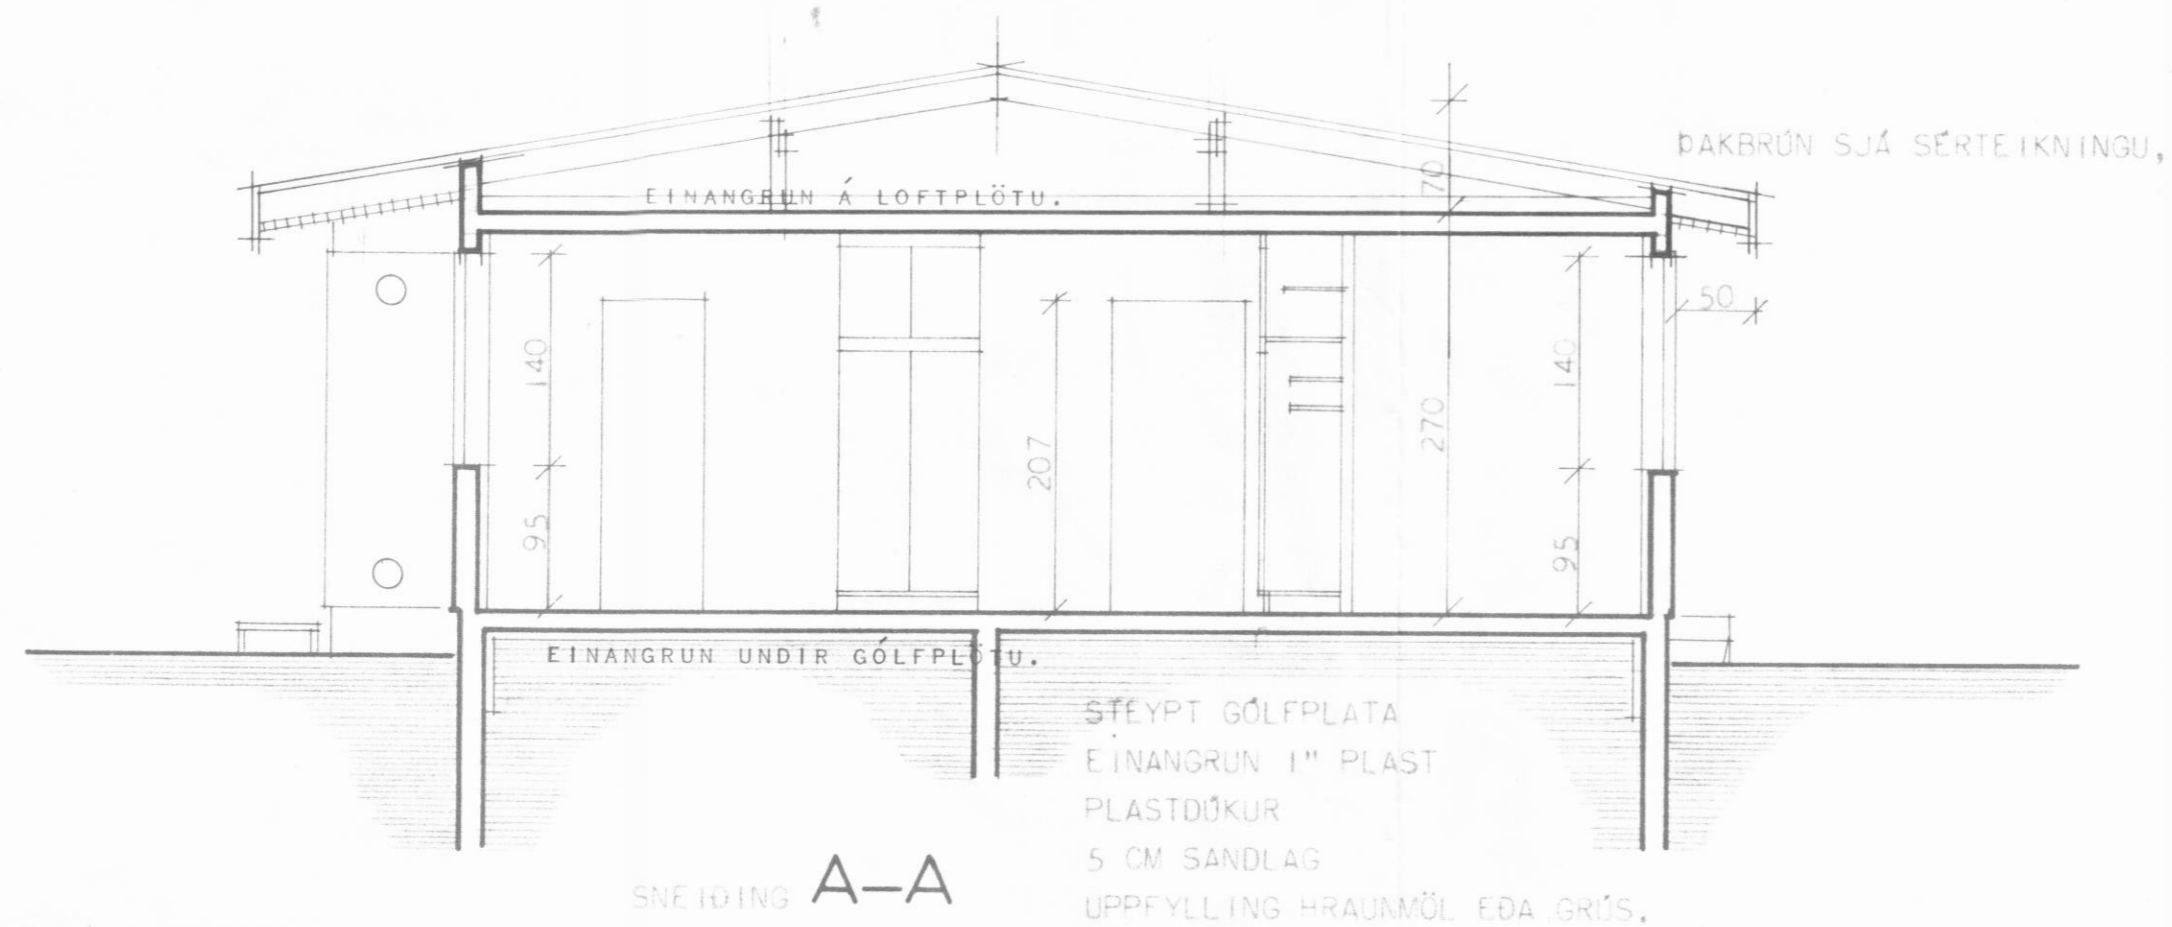 ÞAKBRÚN SJÁ SÉRTEIKNINGU,
70
EINANGRUN Á LOFTPLÖTU.
50
140
140
270
207
95
95
EINANGRUN UNDIR GÓLFPLÖTU.
STEYPT GÓLFPLATA
EINANGRUN 1" PLAST
PLASTDÚKUR
5 CM SANDLAG
UPPFYLLING HRAUNMÖL EÐA GRÚS.
SNEIÐING A-A